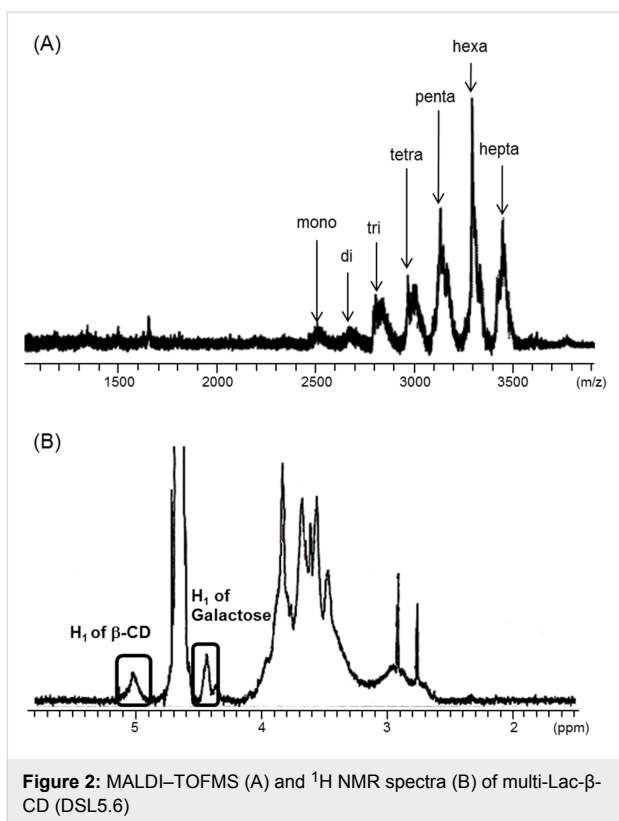 (A)
hexa
penta
tetra
hepta
mono
tri
di
1500 2000 2500 3000 3500 (m/z)
(B)
H₁ of β-CD
H₁ of
Galactose
5 4 3 2 (ppm)
Figure 2: MALDI–TOFMS (A) and ¹H NMR spectra (B) of multi-Lac-β-
CD (DSL5.6)